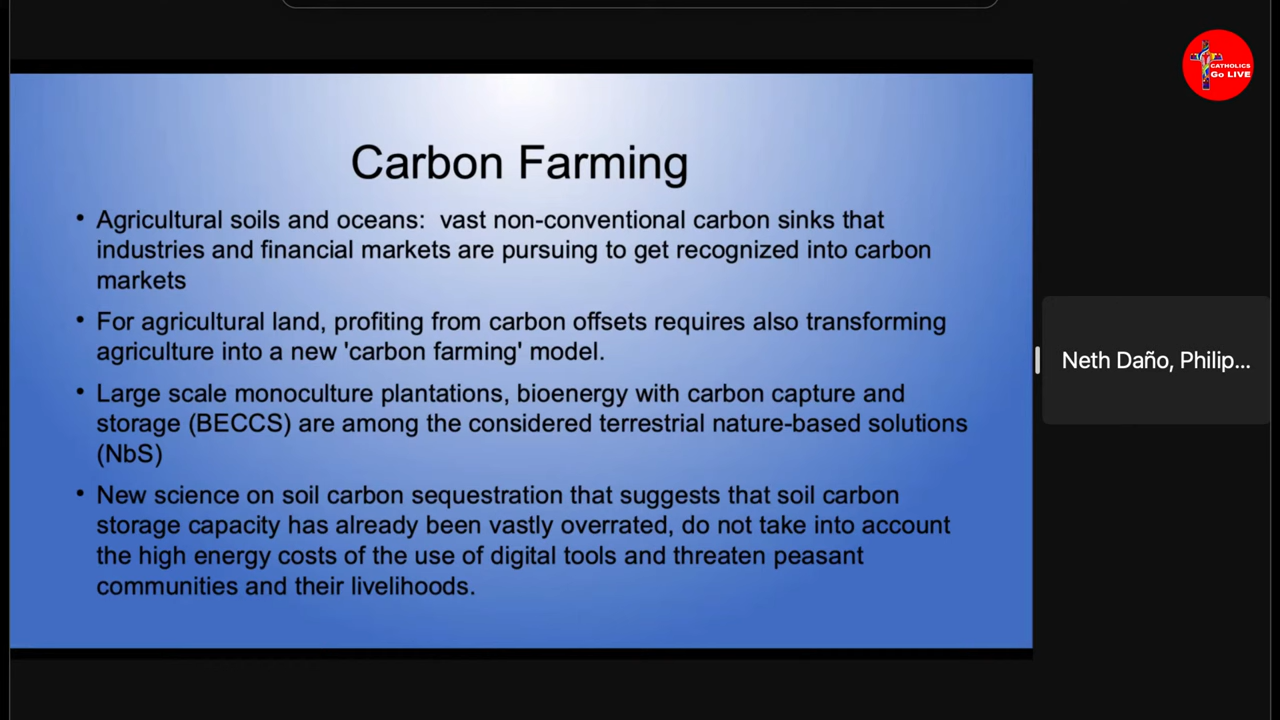 CATHOLICS
Go LIVE
Carbon Farming
• Agricultural soils and oceans:  vast non-conventional carbon sinks that
industries and financial markets are pursuing to get recognized into carbon
markets
• For agricultural land, profiting from carbon offsets requires also transforming
agriculture into a new 'carbon farming' model.
• Large scale monoculture plantations, bioenergy with carbon capture and
storage (BECCS) are among the considered terrestrial nature-based solutions
(NbS)
• New science on soil carbon sequestration that suggests that soil carbon
storage capacity has already been vastly overrated, do not take into account
the high energy costs of the use of digital tools and threaten peasant
communities and their livelihoods.
Neth Daño, Philip...